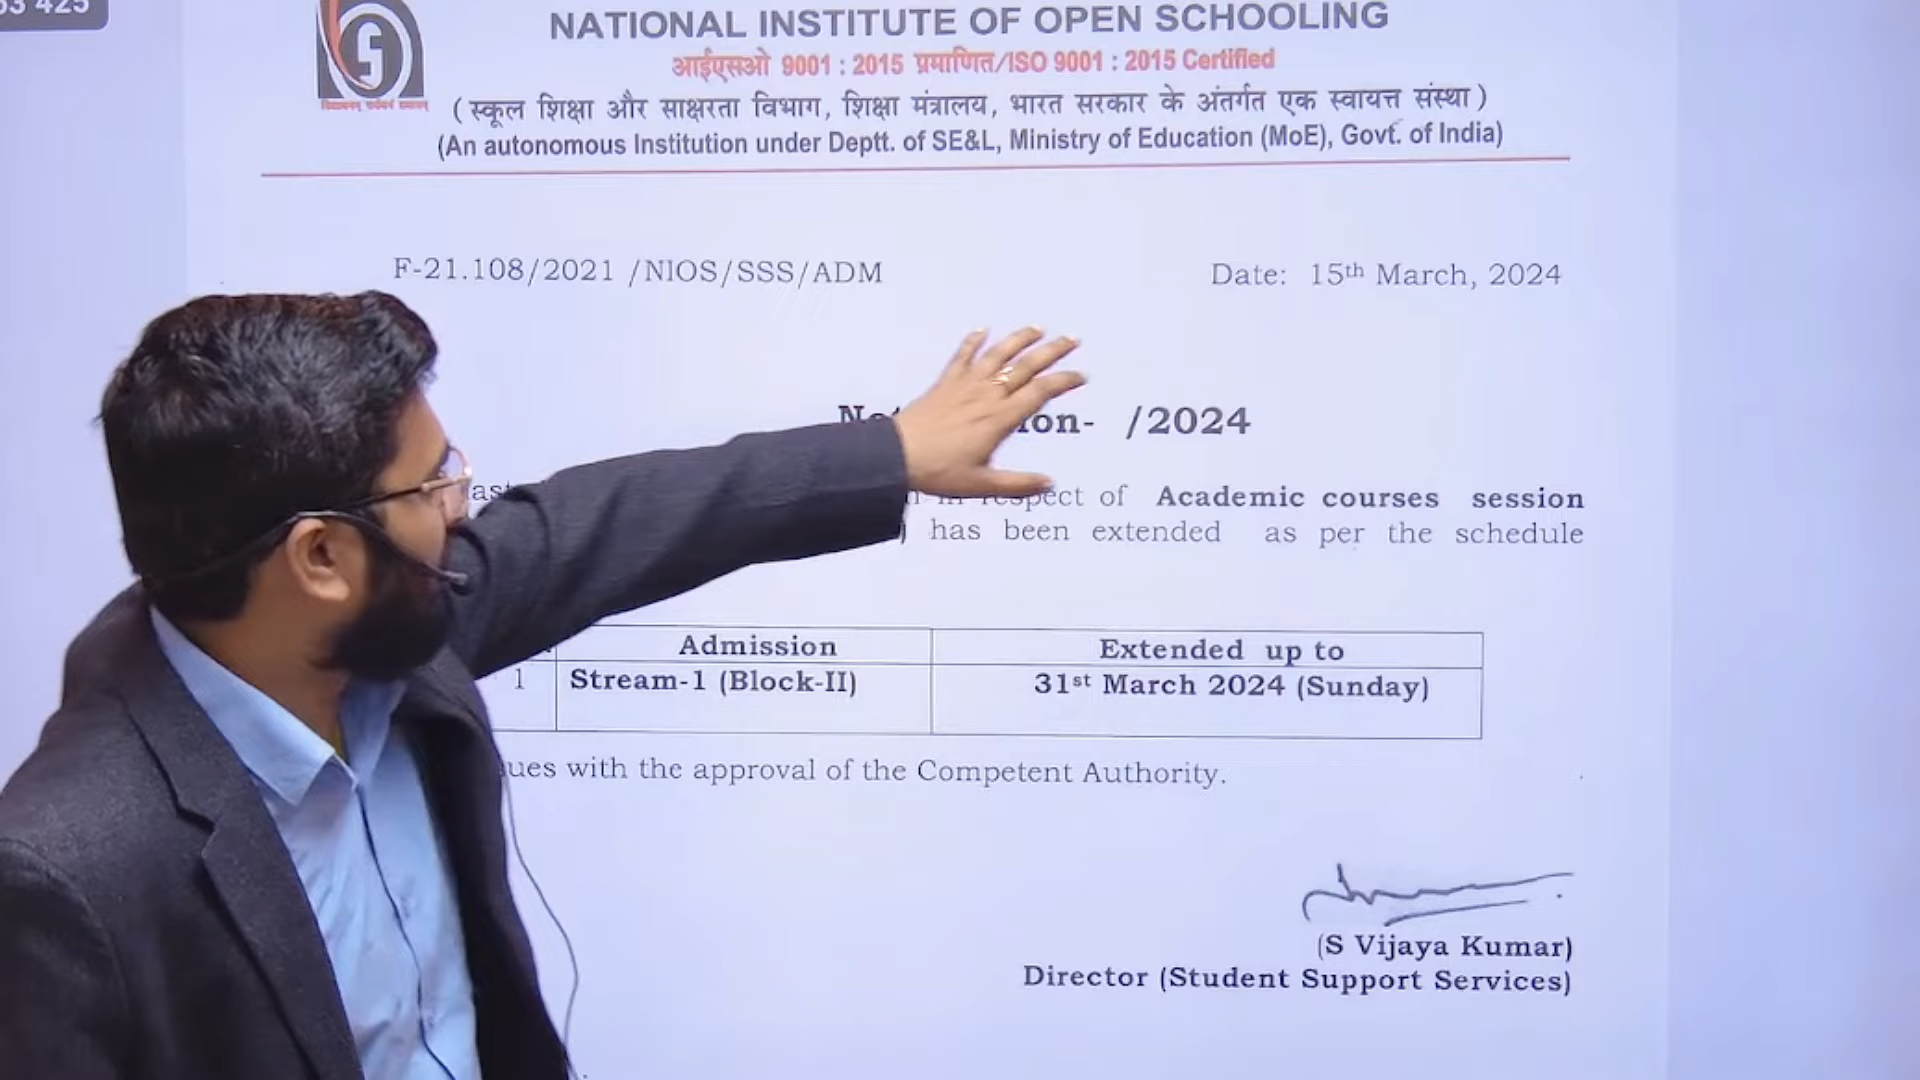 53 425
NATIONAL INSTITUTE OF OPEN SCHOOLING
आईएसओ 9001 : 2015 प्रमाणित/ISO 9001 : 2015 Certified
( स्कूल शिक्षा और साक्षरता विभाग, शिक्षा मंत्रालय, भारत सरकार के अंतर्गत एक स्वायत्त संस्था )
(An autonomous Institution under Deptt. of SE&L, Ministry of Education (MoE), Govt. of India)
F-21.108/2021 /NIOS/SSS/ADM Date: 15th March, 2024
/2024
respect of Academic courses session
has been extended as per the schedule
Admission Extended up to
1 Stream-1 (Block-II) 31st March 2024 (Sunday)
with the approval of the Competent Authority.
(S Vijaya Kumar)
Director (Student Support Services)